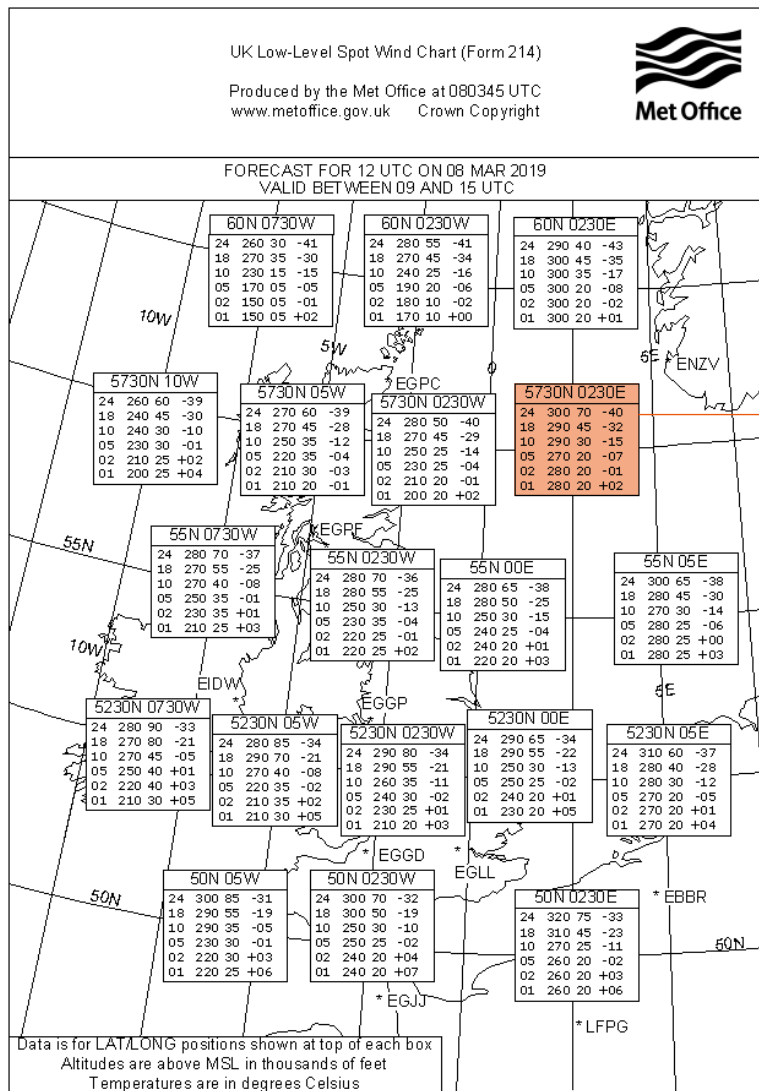 UK Low-Level Spot Wind Chart (Form 214)
Produced by the Met Office at 080345 UTC
www.metoffice.gov.uk Crown Copyright
Met Office
FORECAST FOR 12 UTC ON 08 MAR 2019
VALID BETWEEN 09 AND 15 UTC
60N 0730W
24 260 30 -41
18 270 35 -30
10 230 15 -15
05 170 05 -05
02 150 05 -01
01 150 05 +02
60N 0230W
24 280 55 -41
18 270 45 -34
10 240 25 -16
05 190 20 -06
02 180 10 -02
01 170 10 +00
60N 0230E
24 290 40 -43
18 300 45 -35
10 300 35 -17
05 300 20 -08
02 300 20 -02
01 300 20 +01
10W
5W
0
5E
* ENZV
* EGPC
5730N 10W
24 260 60 -39
18 240 45 -30
10 240 30 -10
05 230 30 -01
02 210 25 +02
01 200 25 +04
5730N 05W
24 270 60 -39
18 270 45 -28
10 250 35 -12
05 220 35 -04
02 210 30 -03
01 210 20 -01
5730N 0230W
24 280 50 -40
18 270 45 -29
10 250 25 -14
05 230 25 -04
02 210 20 -01
01 200 20 +02
5730N 0230E
24 300 70 -40
18 290 45 -32
10 290 30 -15
05 270 20 -07
02 280 20 -01
01 280 20 +02
55N
EGPF
55N 0730W
24 280 70 -37
18 270 55 -25
10 270 40 -08
05 250 35 -01
02 230 35 +01
01 210 25 +03
55N 0230W
24 280 70 -36
18 280 55 -25
10 250 30 -13
05 230 35 -04
02 220 25 -01
01 220 25 +02
55N 00E
24 280 65 -38
18 280 50 -25
10 250 30 -15
05 240 25 -04
02 240 20 +01
01 220 20 +03
55N 05E
24 300 65 -38
18 280 45 -30
10 270 30 -14
05 280 25 -06
02 280 25 +00
01 280 25 +03
10W
EIDW
*
EGGP
*
5E
5230N 0730W
24 280 90 -33
18 270 80 -21
10 270 45 -05
05 250 40 +01
02 220 40 +03
01 210 30 +05
5230N 05W
24 280 85 -34
18 290 70 -21
10 270 40 -08
05 220 35 -02
02 210 35 +02
01 210 30 +05
5230N 0230W
24 290 80 -34
18 290 55 -21
10 260 35 -11
05 240 30 -02
02 230 25 +01
01 210 20 +03
5230N 00E
24 290 65 -34
18 290 55 -22
10 250 30 -13
05 250 25 -02
02 240 20 +01
01 230 20 +05
5230N 05E
24 310 60 -37
18 280 40 -28
10 280 30 -12
05 270 20 -05
02 270 20 +01
01 270 20 +04
* EGGD
*
EGLL
50N
50N 05W
24 300 85 -31
18 290 55 -19
10 290 35 -05
05 230 30 -01
02 220 30 +03
01 220 25 +06
50N 0230W
24 300 70 -32
18 300 50 -19
10 250 30 -10
05 250 25 -02
02 240 20 +04
01 240 20 +07
50N 0230E
24 320 75 -33
18 310 45 -23
10 270 25 -11
05 260 20 -02
02 260 20 +03
01 260 20 +06
* EBBR
50N
* EGJJ
*LFPG
Data is for LAT/LONG positions shown at top of each box
Altitudes are above MSL in thousands of feet
Temperatures are in degrees Celsius